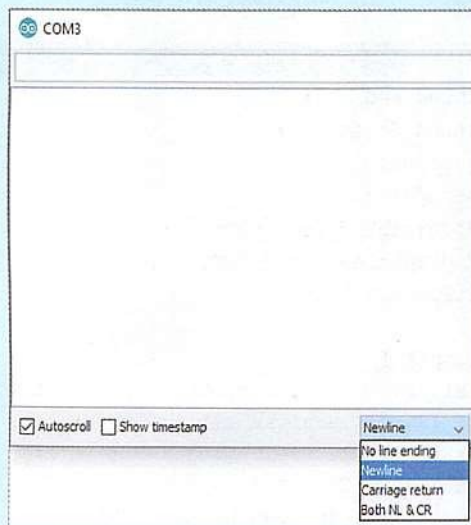 COM3
Autoscroll Show timestamp Newline
No line ending
Newline
Carriage return
Both NL & CR